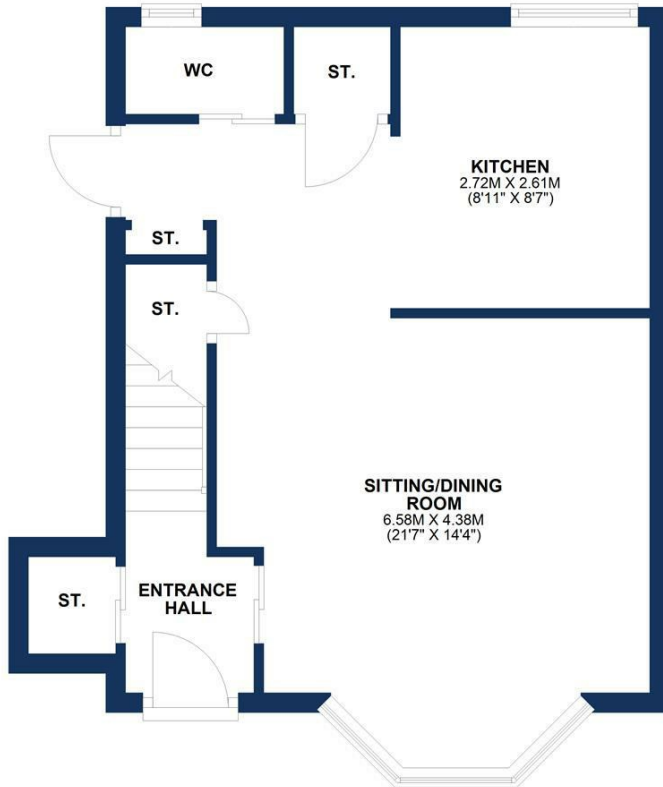 WC
ST.
KITCHEN
2.72M X 2.61M
(8'11" X 8'7")
ST.
ST.
SITTING/DINING
ROOM
6.58M X 4.38M
(21'7" X 14'4")
ST.
ENTRANCE
HALL